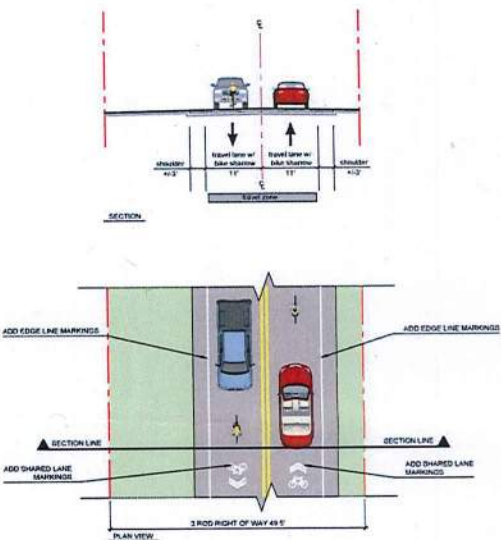 ℄
shoulder
+/-3'
travel lane w/
bike sharrow
11'
travel lane w/
bike sharrow
11'
shoulder
+/-3'
℄
travel zone
SECTION
ADD EDGE LINE MARKINGS
ADD EDGE LINE MARKINGS
SECTION LINE
SECTION LINE
ADD SHARED LANE
MARKINGS
ADD SHARED LANE
MARKINGS
3 ROD RIGHT OF WAY 49.5'
PLAN VIEW